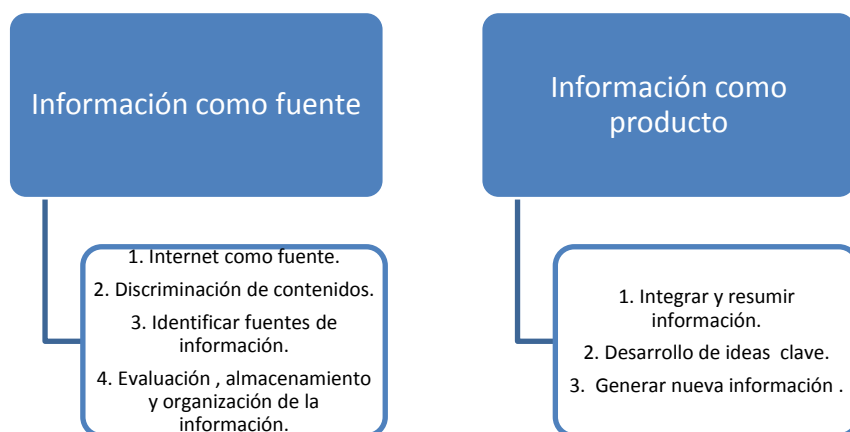 Información como fuente
1. Internet como fuente.
2. Discriminación de contenidos.
3. Identificar fuentes de
información.
4. Evaluación , almacenamiento
y organización de la
información.
Información como
producto
1. Integrar y resumir
información.
2. Desarrollo de ideas  clave.
3.  Generar nueva información .